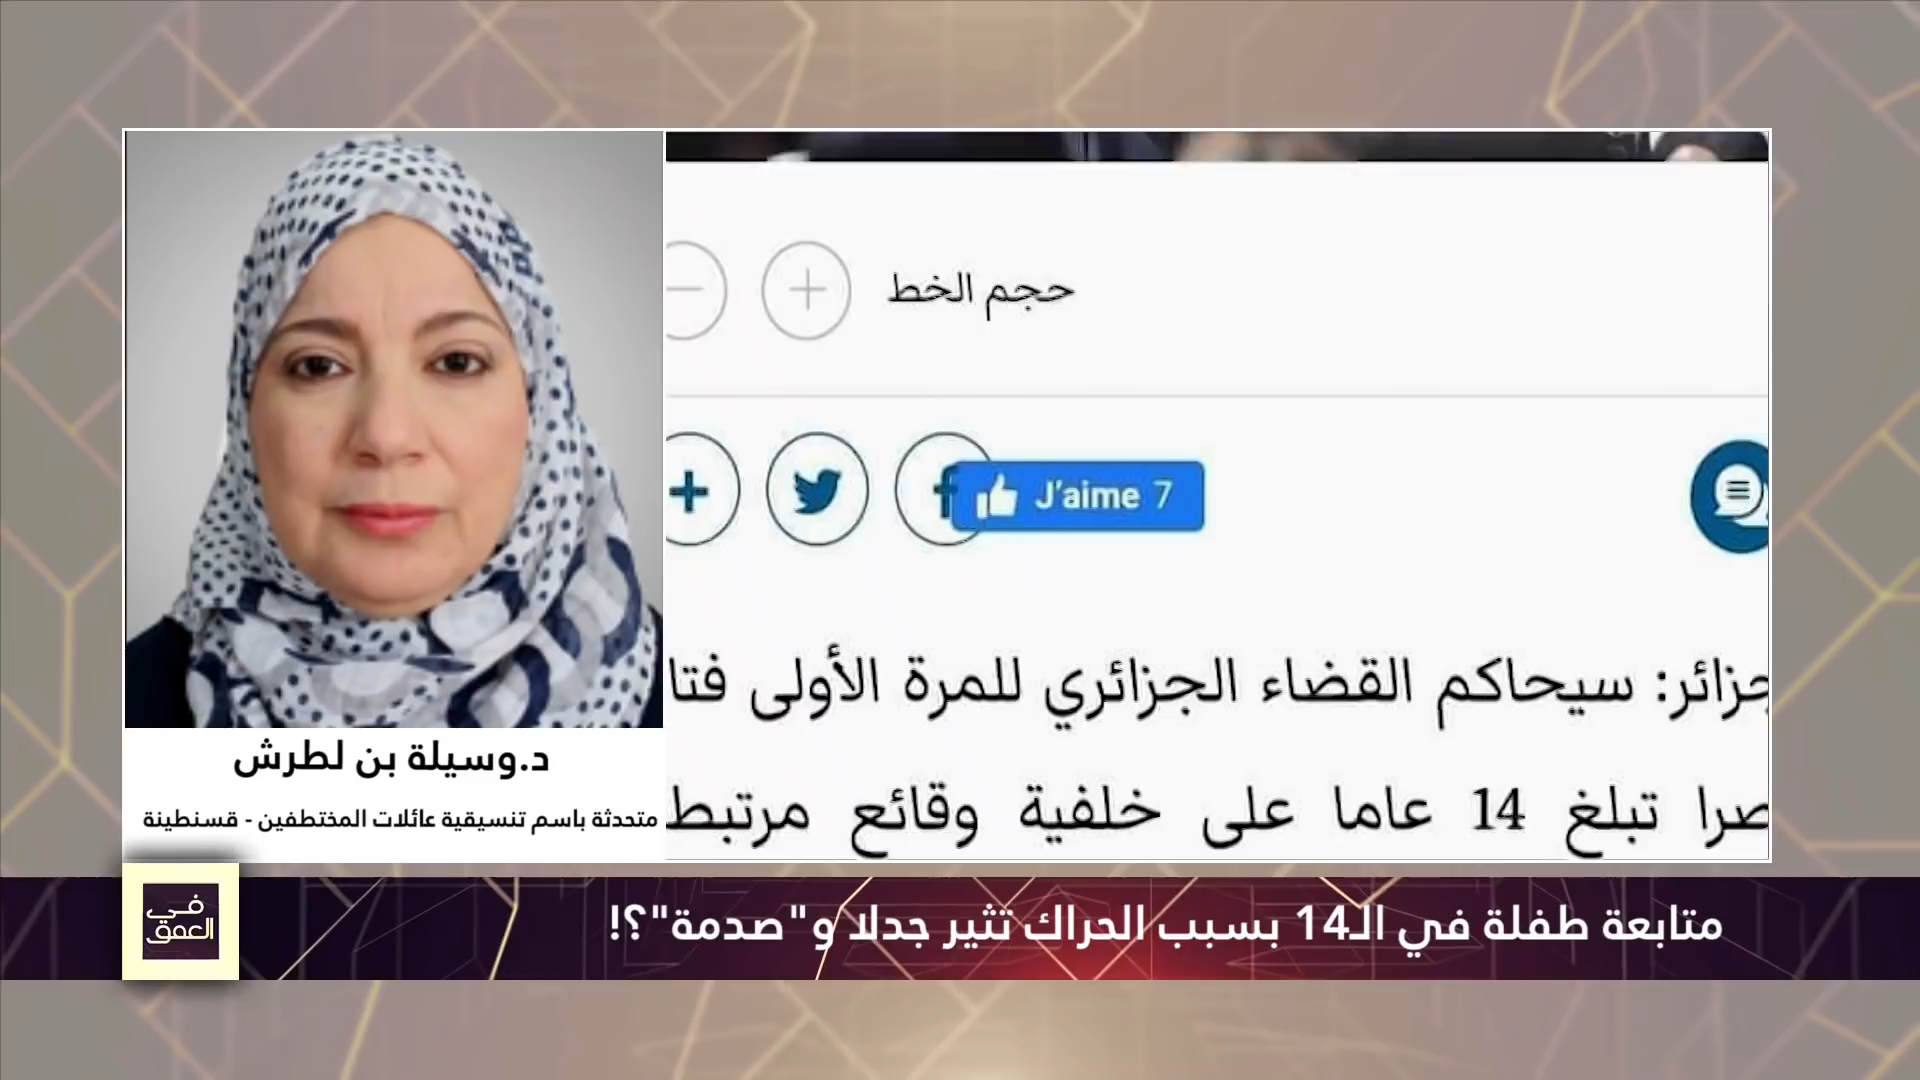 حجم الخط
J'aime 7
جزائر: سيحاكم القضاء الجزائري للمرة الأولى فتا
صرا تبلغ 14 عاما على خلفية وقائع مرتبط
د.وسيلة بن لطرش
متحدثة باسم تنسيقية عائلات المختطفين - قسنطينة
في العمق
متابعة طفلة في الـ14 بسبب الحراك تثير جدلا و"صدمة"؟!